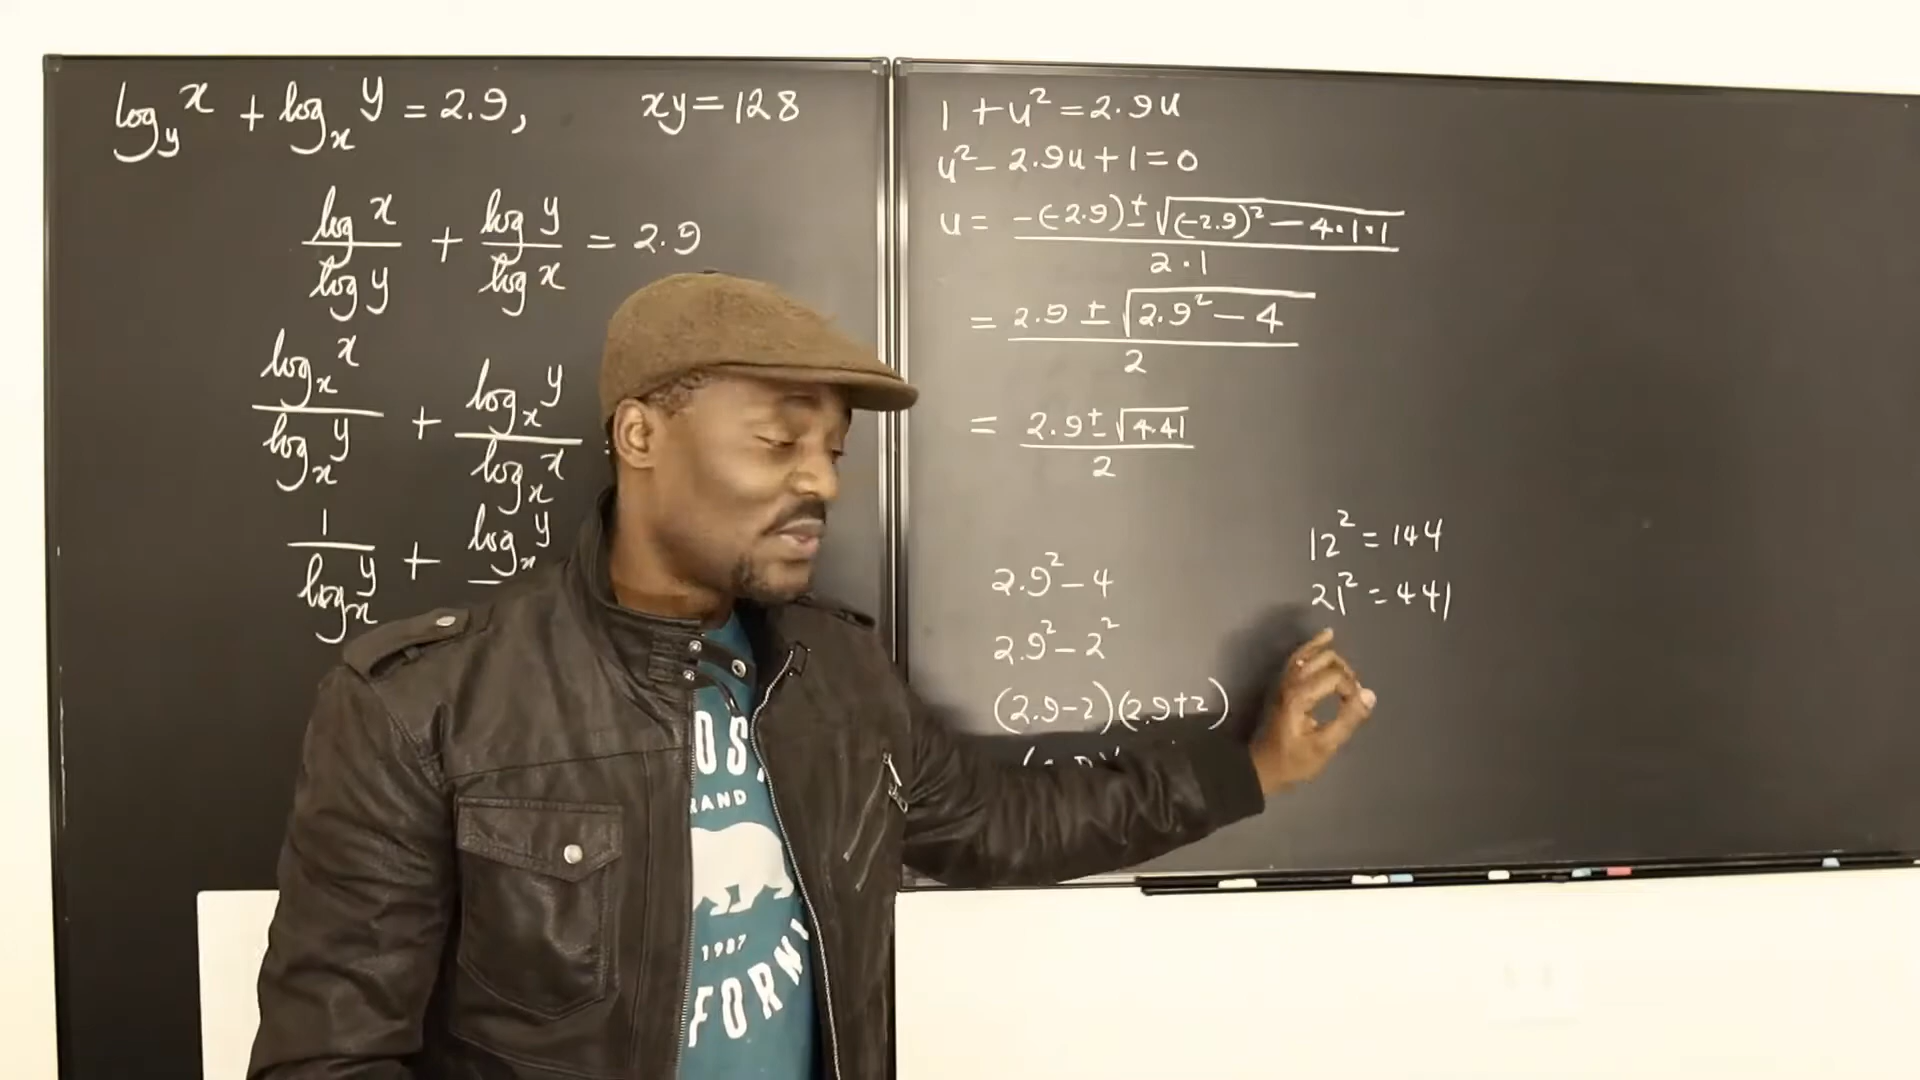 log_y x + log_x y = 2.9, xy = 128
log x / log y + log y / log x = 2.9
log_x x / log_x y + log_x y / log_x x
1 / log_x y + log_x y
1 + u² = 2.9u
u² - 2.9u + 1 = 0
u = -(-2.9) ± √((-2.9)² - 4·1·1) / 2·1
= 2.9 ± √(2.9² - 4) / 2
= 2.9 ± √4.41 / 2
2.9² - 4
2.9² - 2²
(2.9-2)(2.9+2)
12² = 144
21² = 441
1987